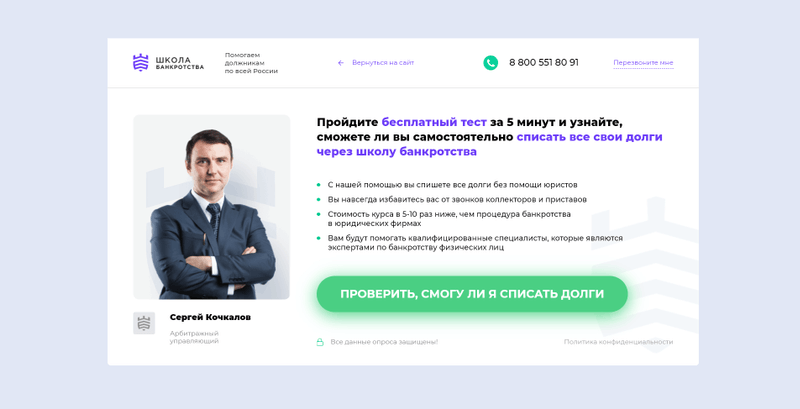 ШКОЛА
БАНКРОТСТВА
Помогаем
должникам
по всей России
Вернуться на сайт
8 800 551 80 91
Перезвоните мне
Пройдите бесплатный тест за 5 минут и узнайте,
сможете ли вы самостоятельно списать все свои долги
через школу банкротства
С нашей помощью вы спишете все долги без помощи юристов
Вы навсегда избавитесь от звонков коллекторов и приставов
Стоимость курса в 5-10 раз ниже, чем процедура банкротства
в юридических фирмах
Вам будут помогать квалифицированные специалисты, которые являются
экспертами по банкротству физических лиц
ПРОВЕРИТЬ, СМОГУ ЛИ Я СПИСАТЬ ДОЛГИ
Сергей Кочкалов
Арбитражный
управляющий
Все данные опроса защищены!
Политика конфиденциальности